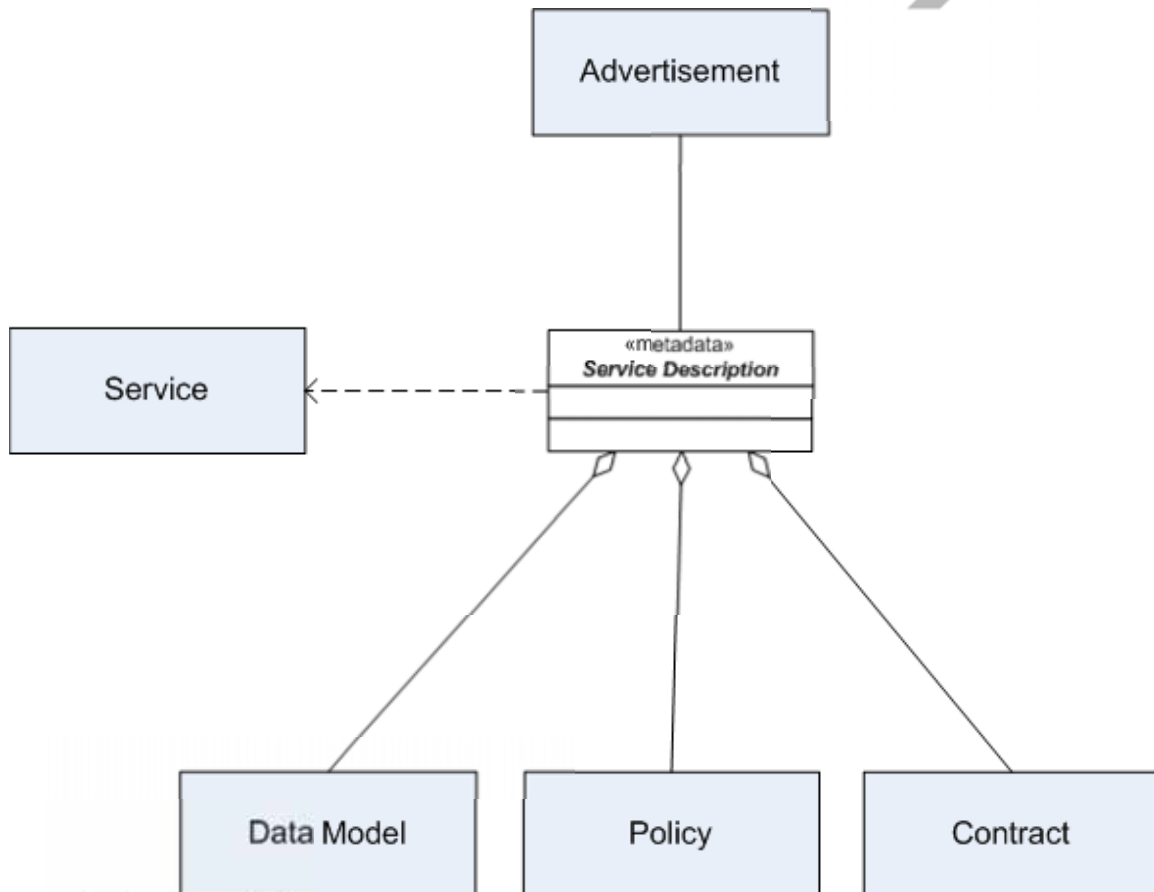 Advertisement
«metadata»
Service Description
Service
Data Model
Policy
Contract